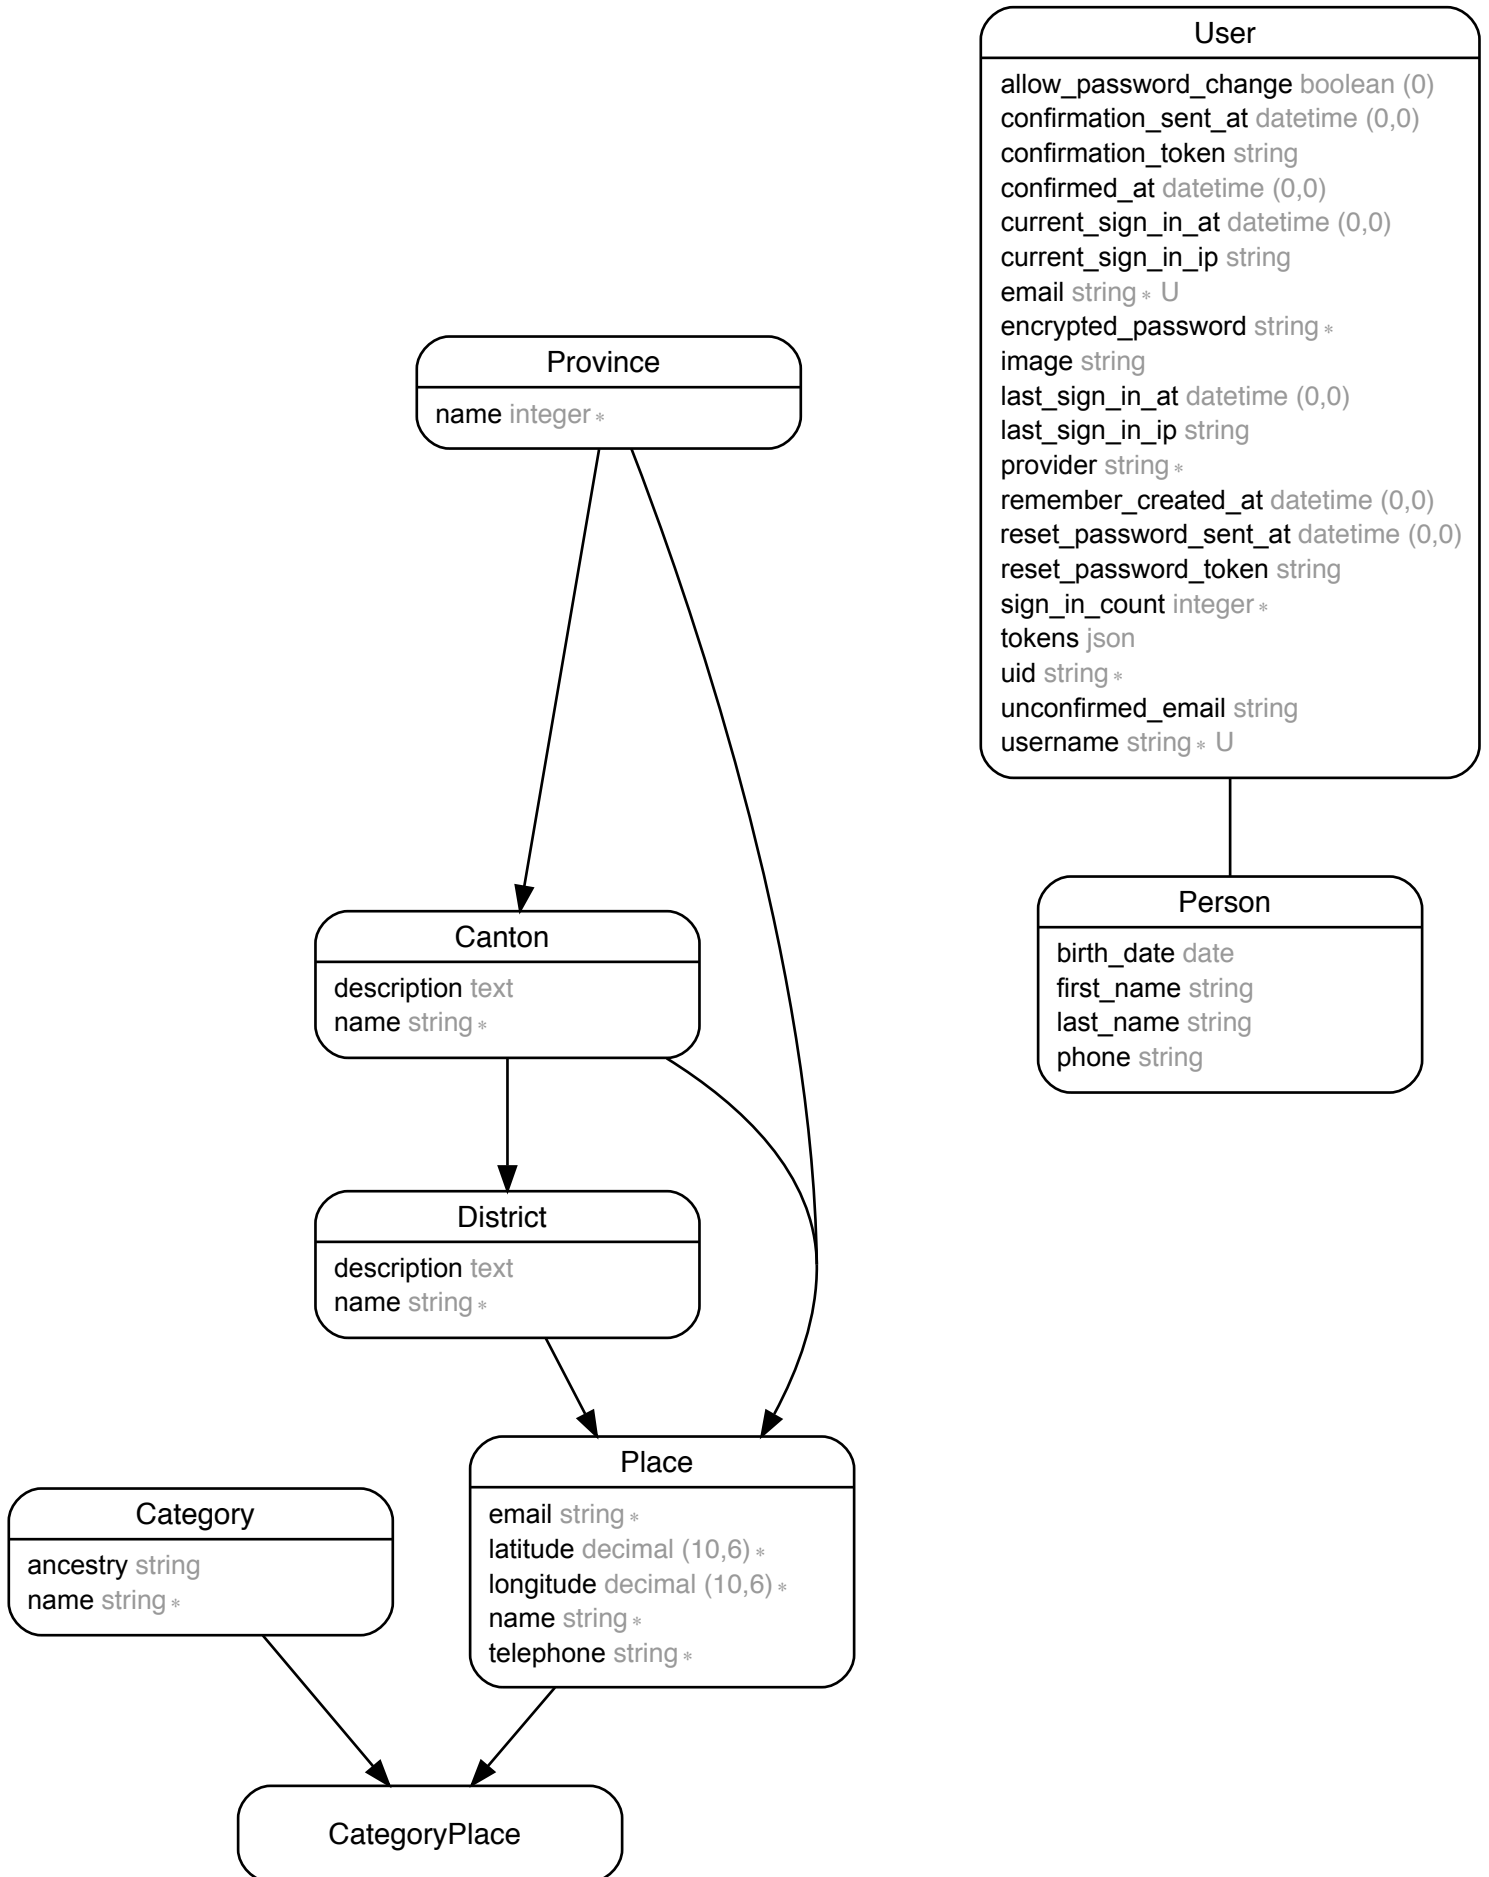 User
allow_password_change boolean (0)
confirmation_sent_at datetime (0,0)
confirmation_token string
confirmed_at datetime (0,0)
current_sign_in_at datetime (0,0)
current_sign_in_ip string
email string∗ U
encrypted_password string∗
image string
last_sign_in_at datetime (0,0)
last_sign_in_ip string
provider string∗
remember_created_at datetime (0,0)
reset_password_sent_at datetime (0,0)
reset_password_token string
sign_in_count integer∗
tokens json
uid string∗
unconfirmed_email string
username string∗ U
Province
name integer∗
Person
birth_date date
first_name string
last_name string
phone string
Canton
description text
name string∗
District
description text
name string∗
Place
email string∗
latitude decimal (10,6)∗
longitude decimal (10,6)∗
name string∗
telephone string∗
Category
ancestry string
name string∗
CategoryPlace